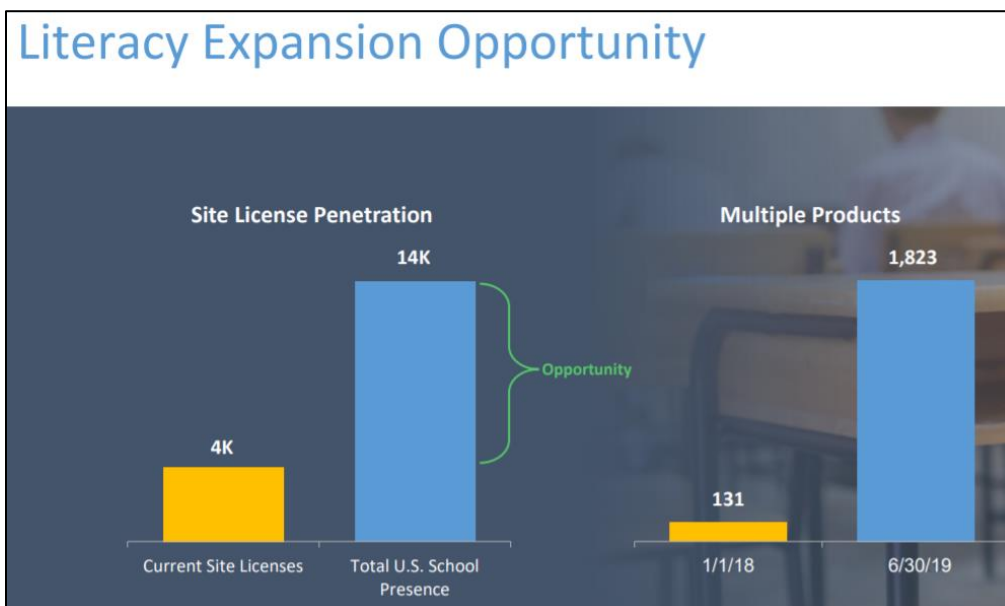 Literacy Expansion Opportunity
Site License Penetration
14K
Opportunity
4K
Current Site Licenses
Total U.S. School
Presence
Multiple Products
1,823
131
1/1/18
6/30/19